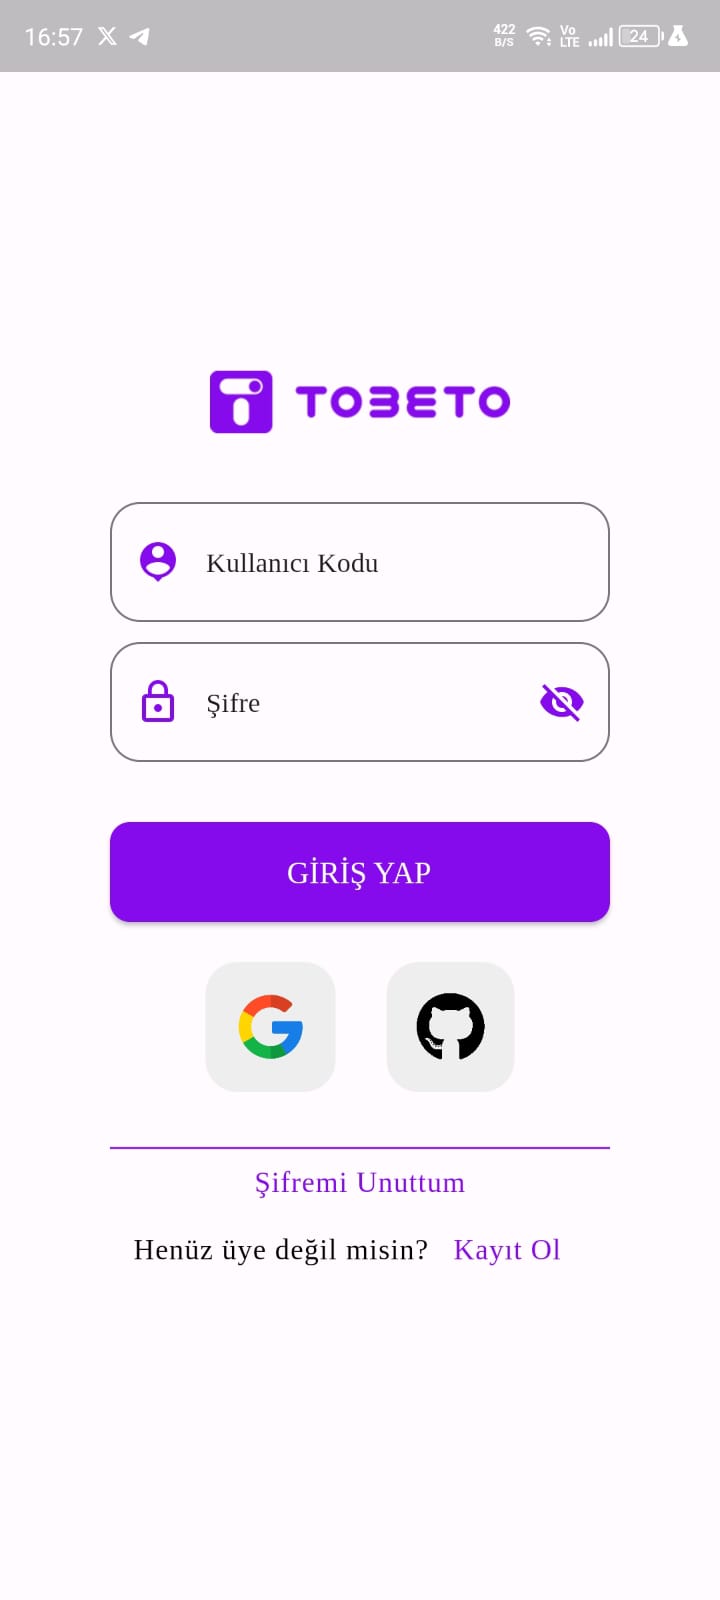 16:57 422 B/S Vo LTE 24
TOBETO
Kullanıcı Kodu
Şifre
GİRİŞ YAP
Şifremi Unuttum
Henüz üye değil misin? Kayıt Ol